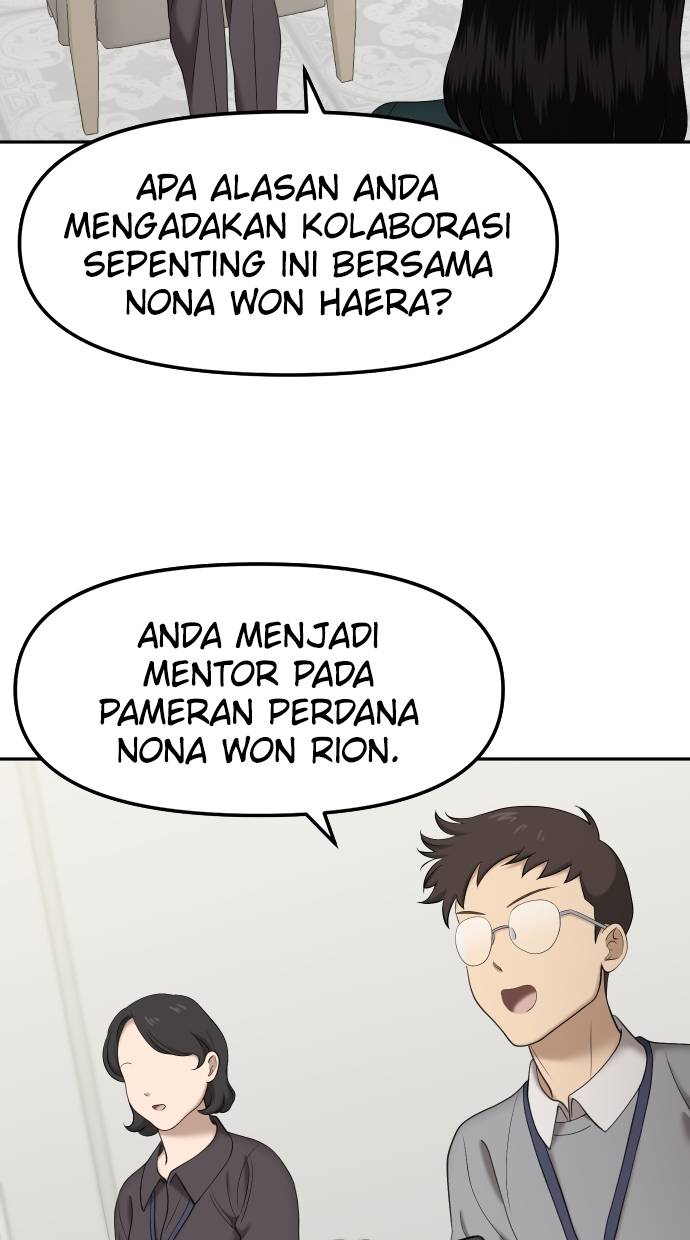 APA ALASAN ANDA
MENGADAKAN KOLABORASI
SEPENTING INI BERSAMA
NONA WON HAERA?
ANDA MENJADI
MENTOR PADA
PAMERAN PERDANA
NONA WON RION.